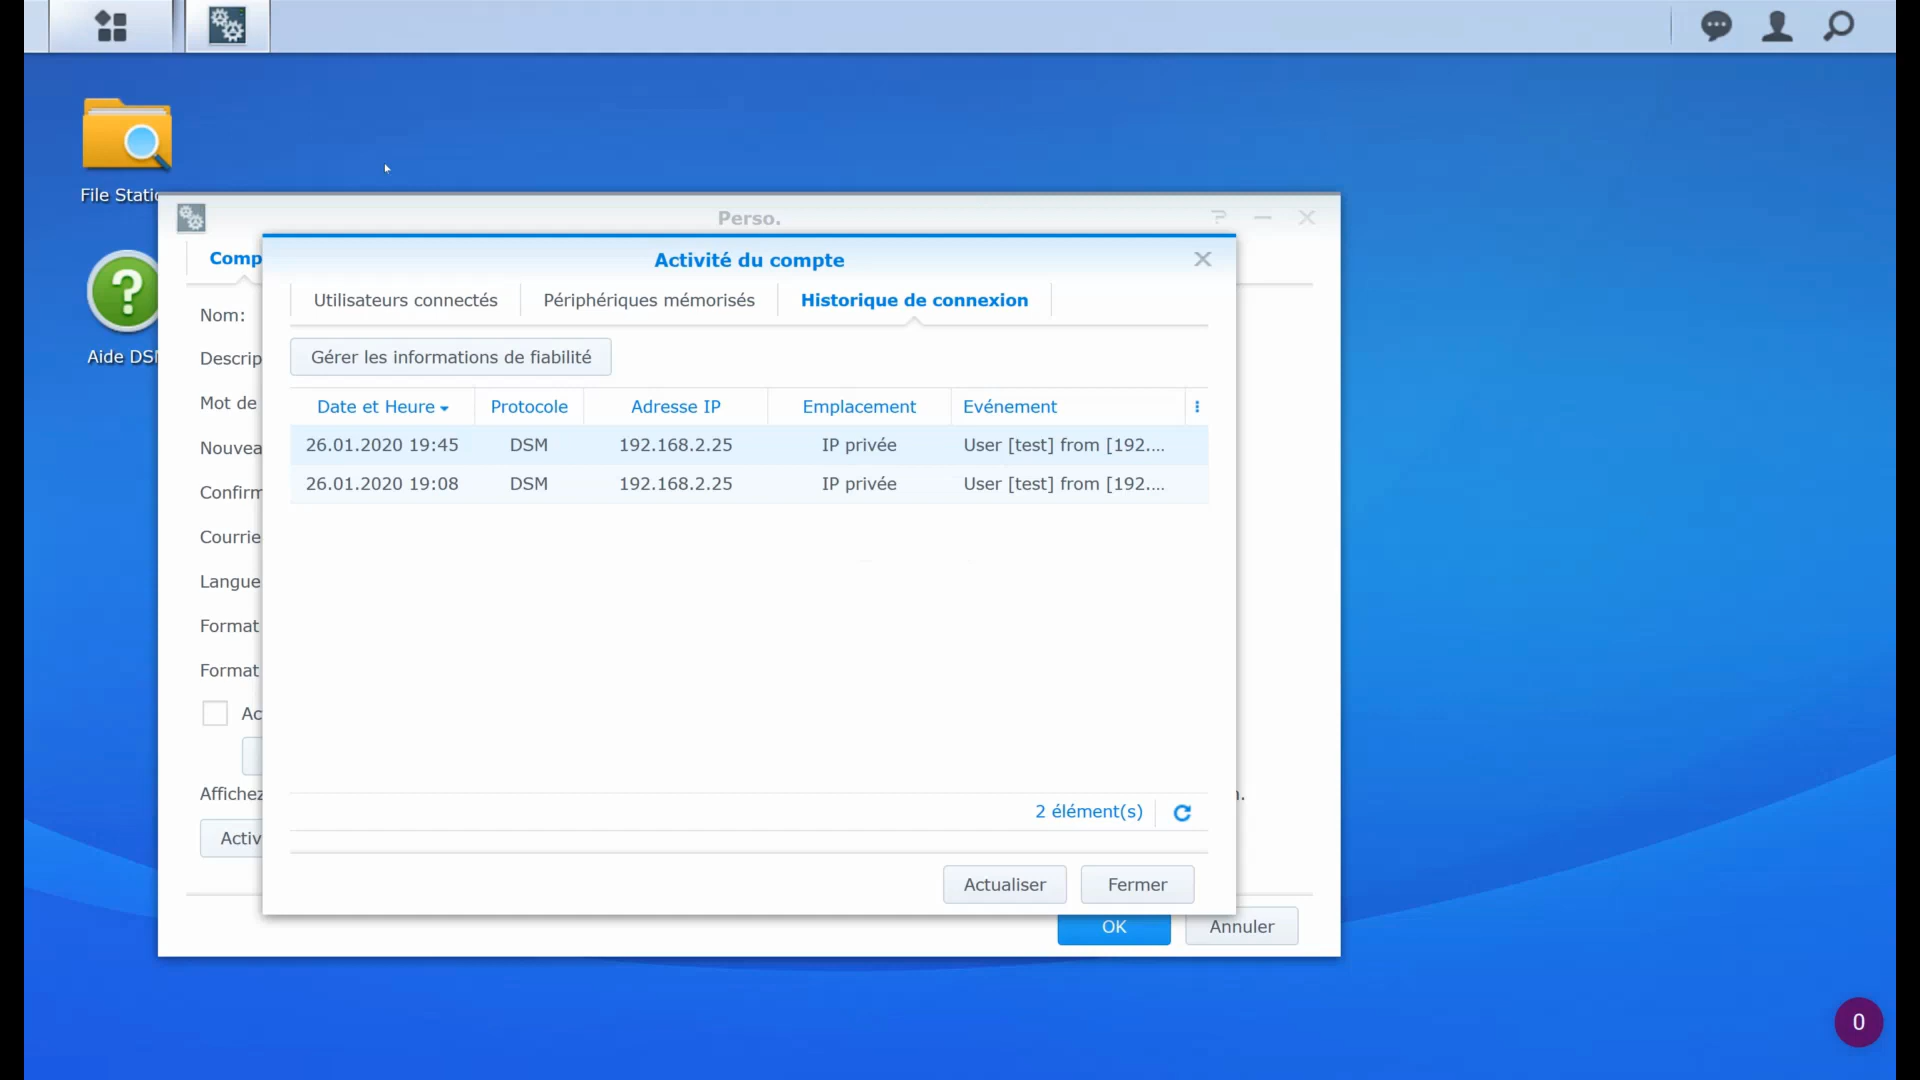 File Static
Perso.
Comp
Activité du compte
Aide DSM
Utilisateurs connectés
Périphériques mémorisés
Historique de connexion
Nom:
Descrip
Gérer les informations de fiabilité
Mot de
Date et Heure
Protocole
Adresse IP
Emplacement
Evénement
Nouvea
26.01.2020 19:45
DSM
192.168.2.25
IP privée
User [test] from [192....
Confirm
26.01.2020 19:08
DSM
192.168.2.25
IP privée
User [test] from [192....
Courrie
Langue
Format
Format
Ac
Affichez
n.
2 élément(s)
Activ
Actualiser
Fermer
OK
Annuler
0